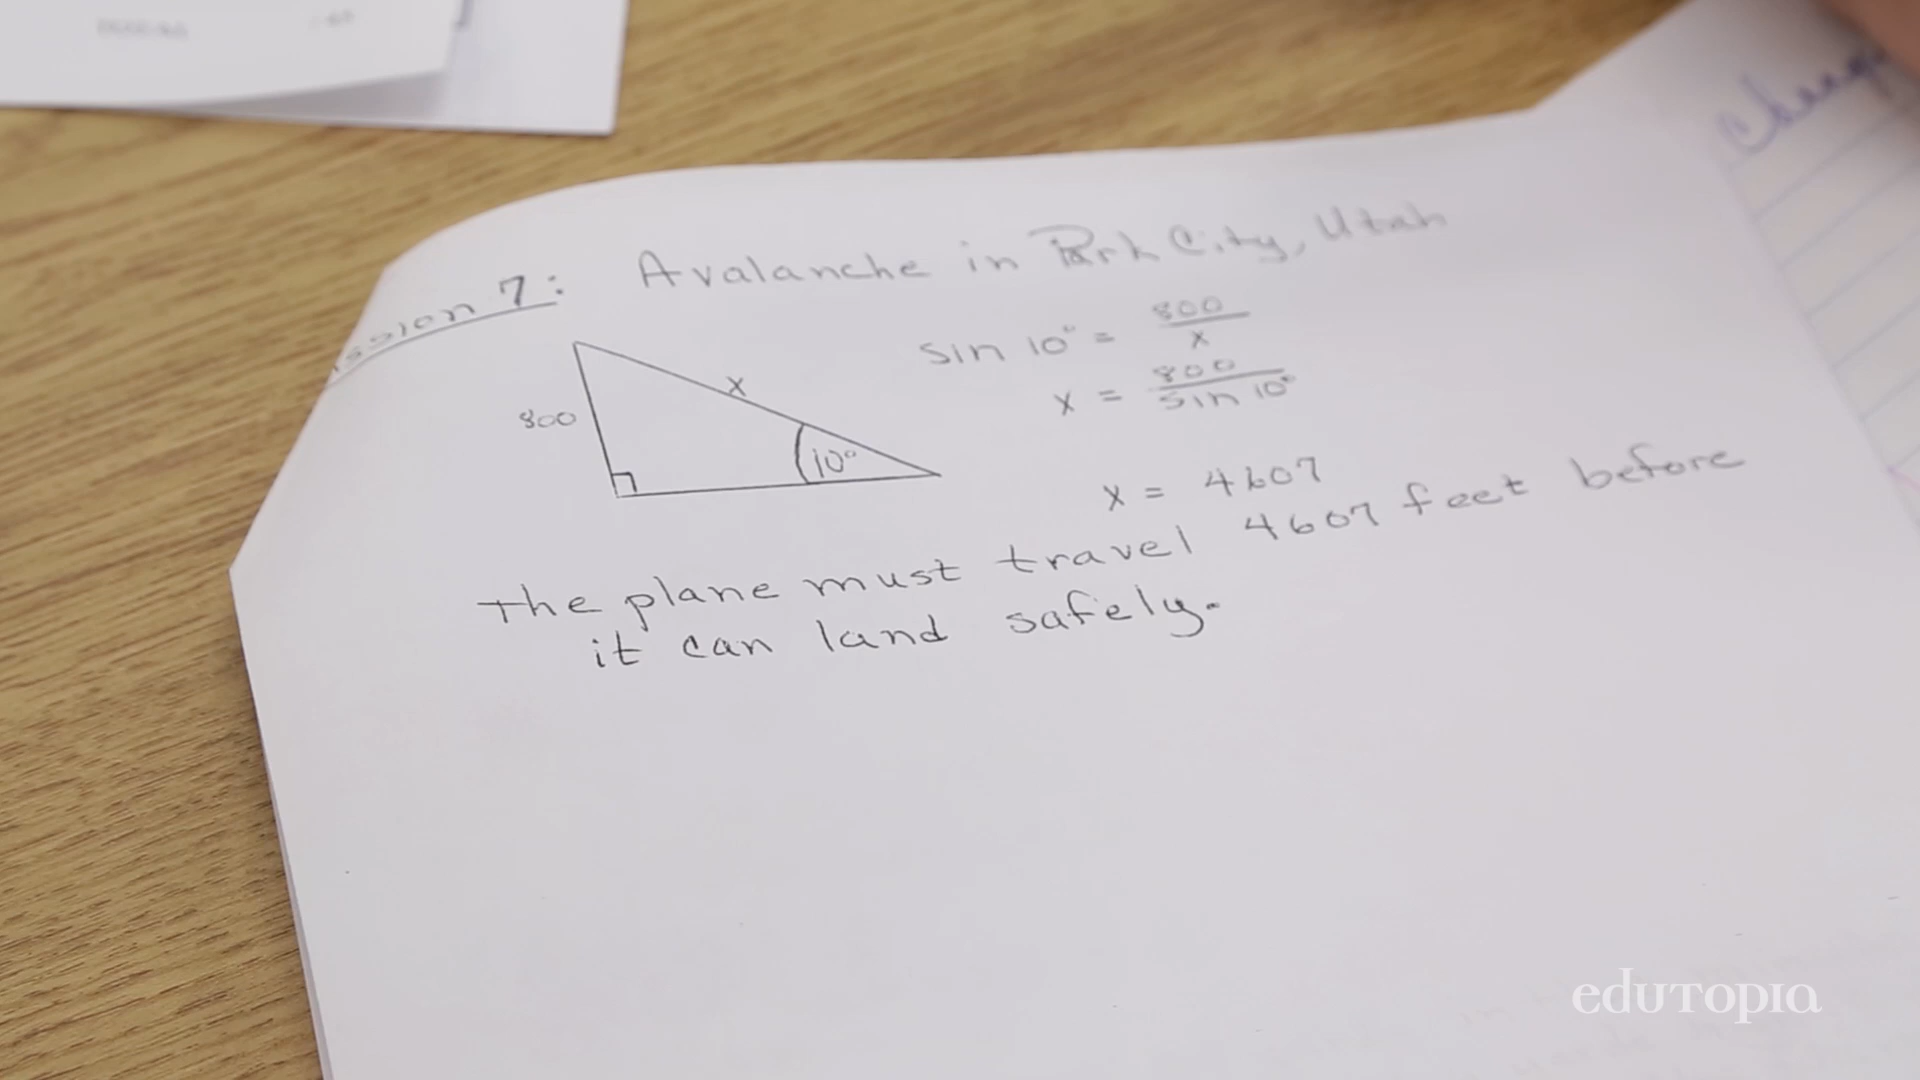 ssion 7: Avalanche in Park City, Utah
800
x
10°
sin 10° = 800/x
x = 800/sin 10°
x = 4607
The plane must travel 4607 feet before
it can land safely.
edutopia